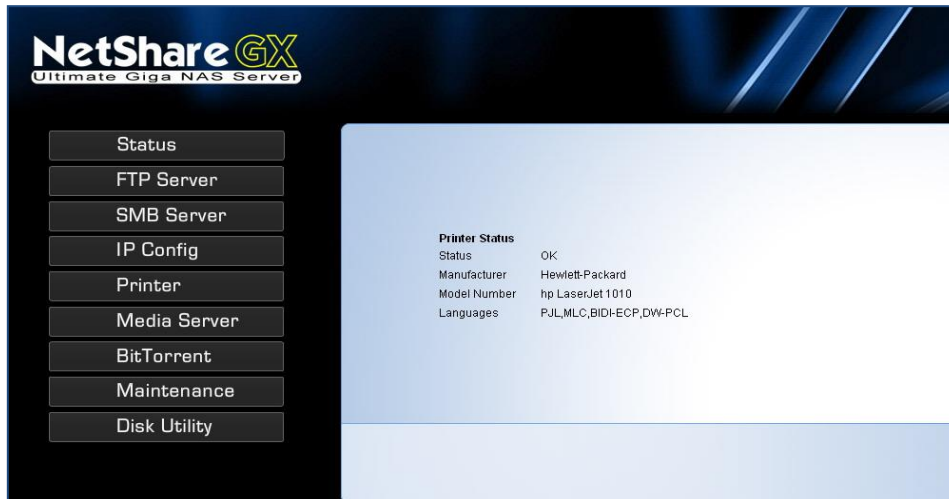 NetShare GX
Ultimate Giga NAS Server
Status
FTP Server
SMB Server
IP Config
Printer
Media Server
BitTorrent
Maintenance
Disk Utility
Printer Status
Status OK
Manufacturer Hewlett-Packard
Model Number hp LaserJet 1010
Languages PJL,MLC,BIDI-ECP,DW-PCL